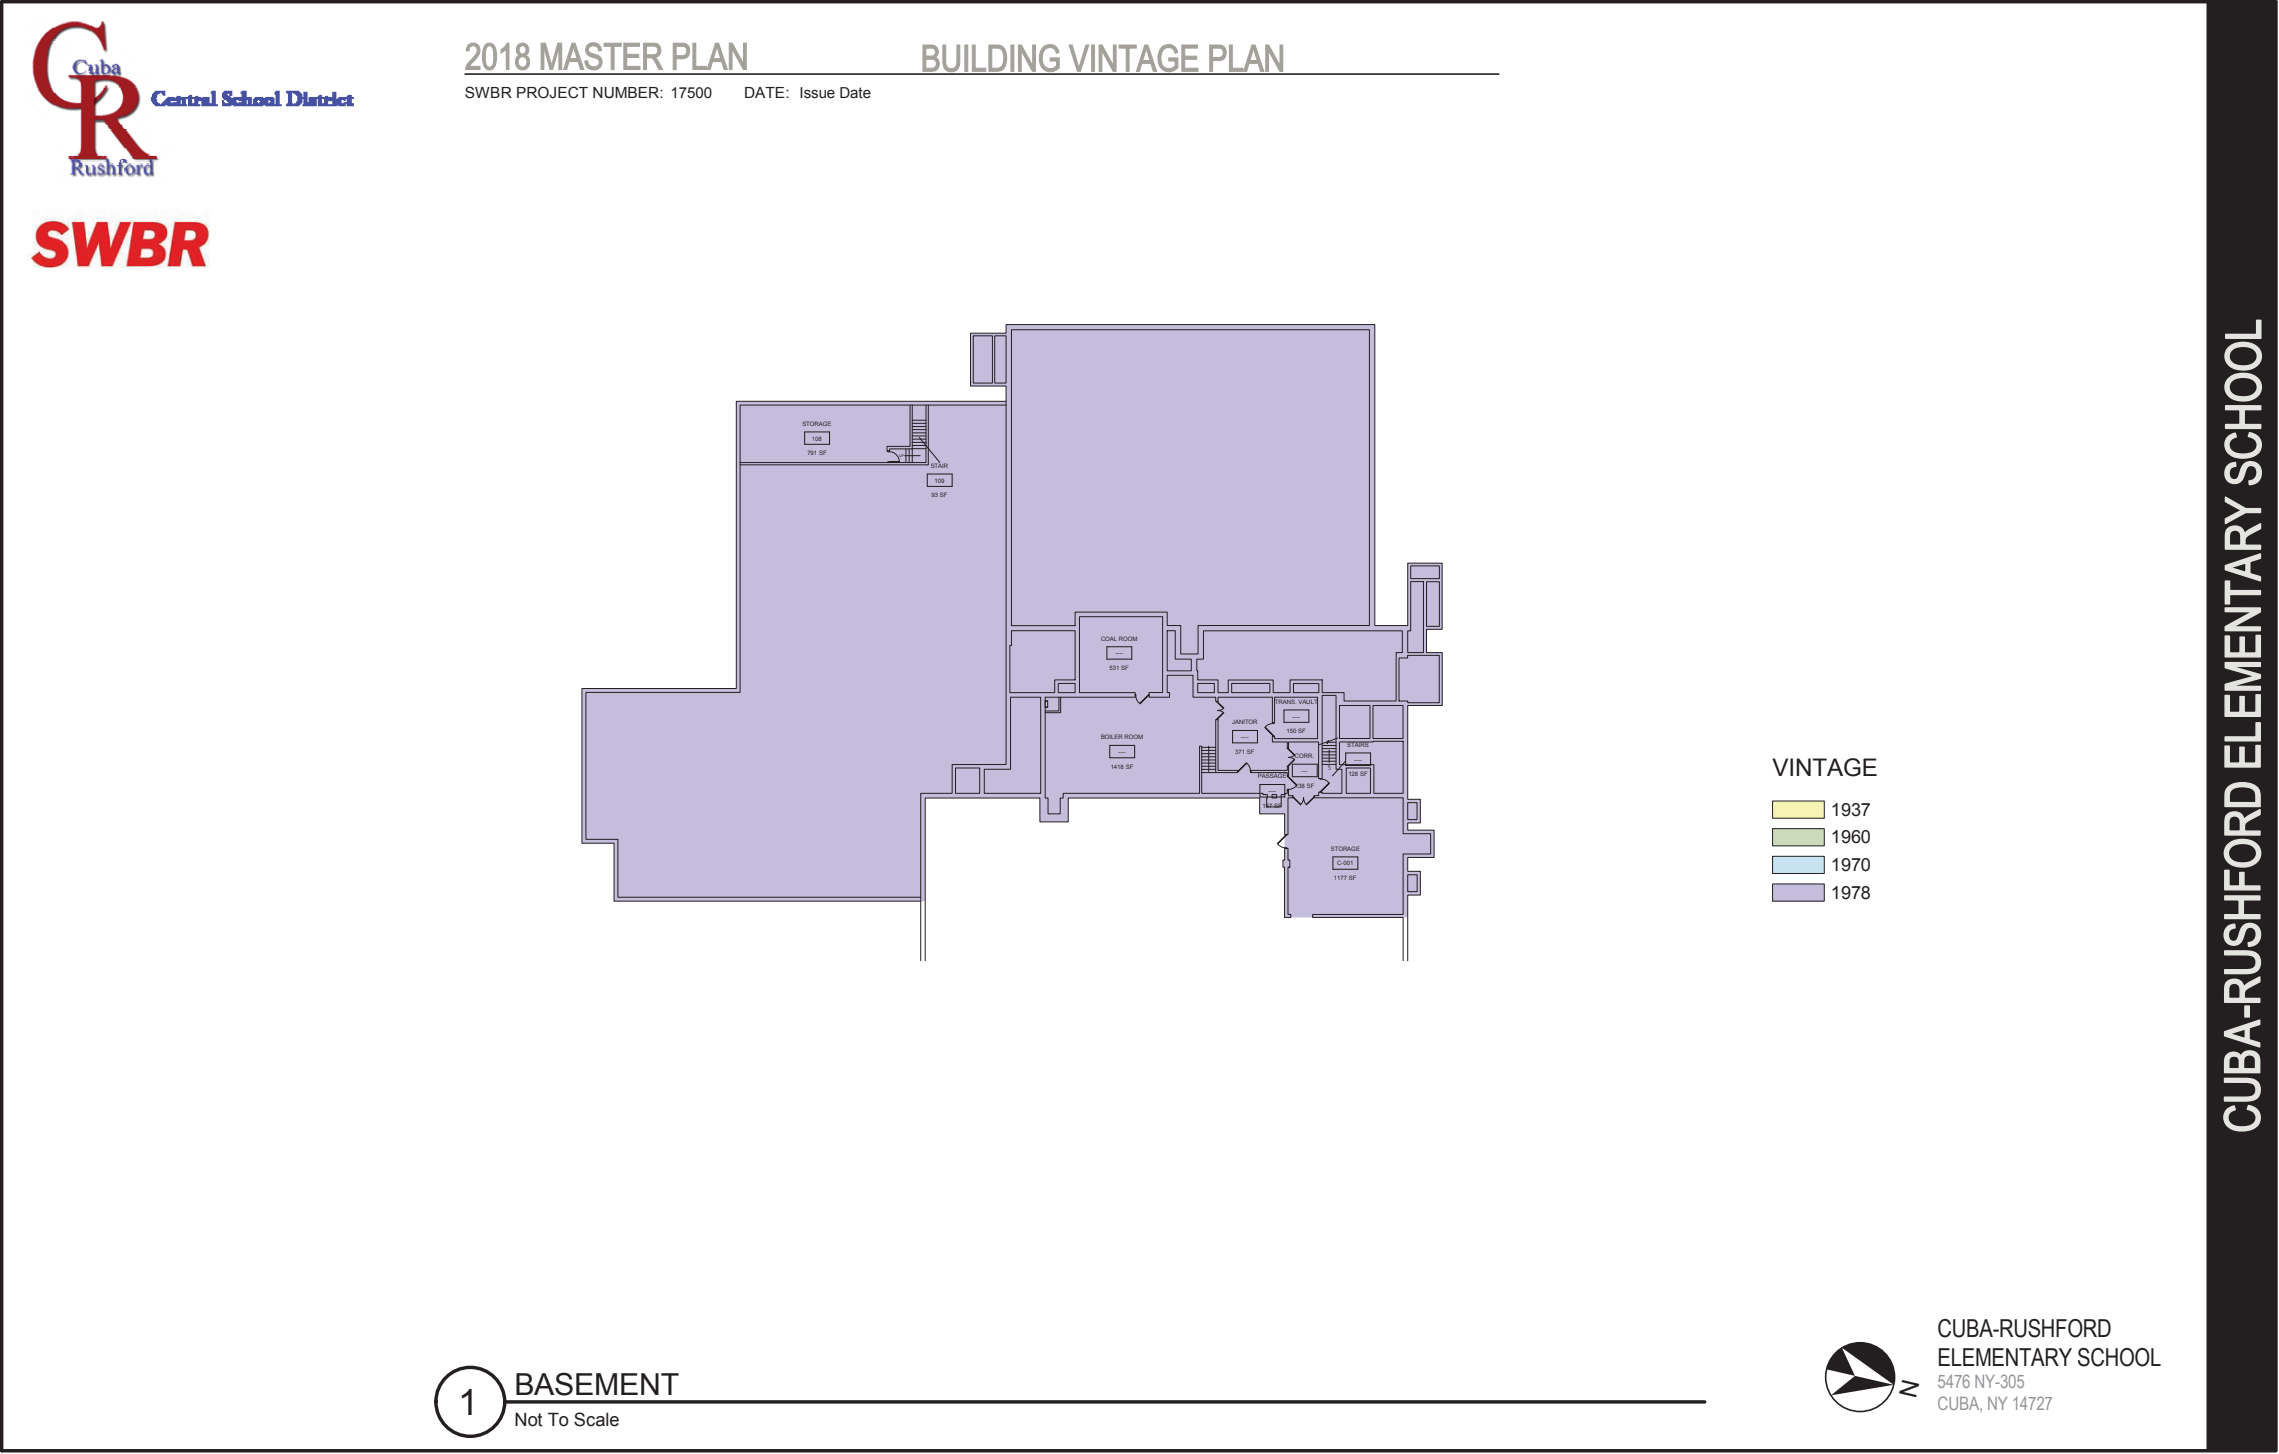 Cuba
Central School District
Rushford
SWBR
2018 MASTER PLAN
BUILDING VINTAGE PLAN
SWBR PROJECT NUMBER: 17500 DATE: Issue Date
STORAGE
108
791 SF
STAIR
109
93 SF
COAL ROOM
531 SF
BOILER ROOM
1418 SF
JANITOR
371 SF
TRANS. VAULT
150 SF
CORR.
STAIRS
128 SF
PASSAGE
STORAGE
C-001
1177 SF
VINTAGE
1937
1960
1970
1978
1
BASEMENT
Not To Scale
N
CUBA-RUSHFORD
ELEMENTARY SCHOOL
5476 NY-305
CUBA, NY 14727
CUBA-RUSHFORD ELEMENTARY SCHOOL